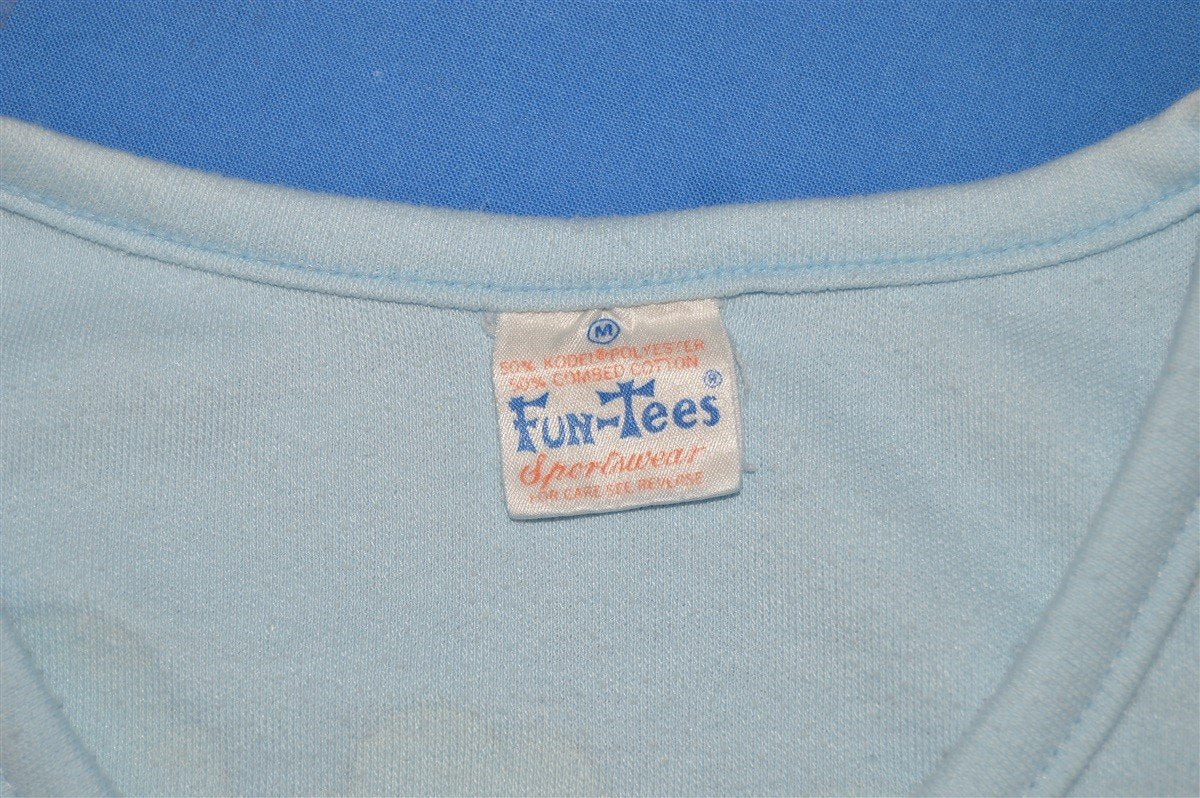 M
50% KODEL® POLYESTER
50% COMBED COTTON
FUN-Tees®
Sportswear
FOR CARE SEE REVERSE